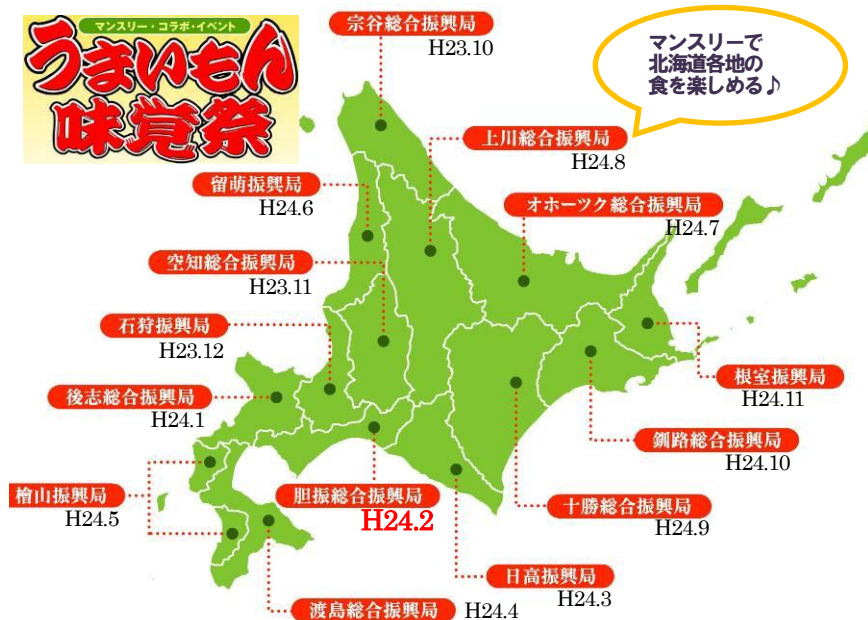 マンスリー・コラボ・イベント
うまいもん
味覚祭
宗谷総合振興局
H23.10
マンスリーで
北海道各地の
食を楽しめる♪
上川総合振興局
H24.8
留萌振興局
H24.6
オホーツク総合振興局
H24.7
空知総合振興局
H23.11
石狩振興局
H23.12
後志総合振興局
H24.1
根室振興局
H24.11
釧路総合振興局
H24.10
檜山振興局
H24.5
胆振総合振興局
H24.2
十勝総合振興局
H24.9
日高振興局
H24.3
渡島総合振興局 H24.4